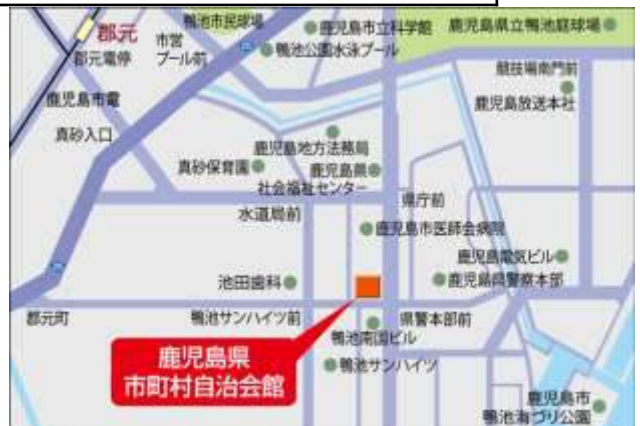 鴨池市民球場
鹿児島市立科学館
鹿児島県立鴨池庭球場
郡元
市営
プール前
鴨池公園水泳プール
郡元電停
競技場南門前
鹿児島市電
鹿児島放送本社
真砂入口
鹿児島地方法務局
真砂保育園
鹿児島県
社会福祉センター
県庁前
水道局前
鹿児島市医師会病院
鹿児島電気ビル
池田歯科
鹿児島県警察本部
郡元町
鴨池サンハイツ前
県警本部前
鴨池南国ビル
鹿児島県
市町村自治会館
鴨池サンハイツ
鹿児島市
鴨池海づり公園